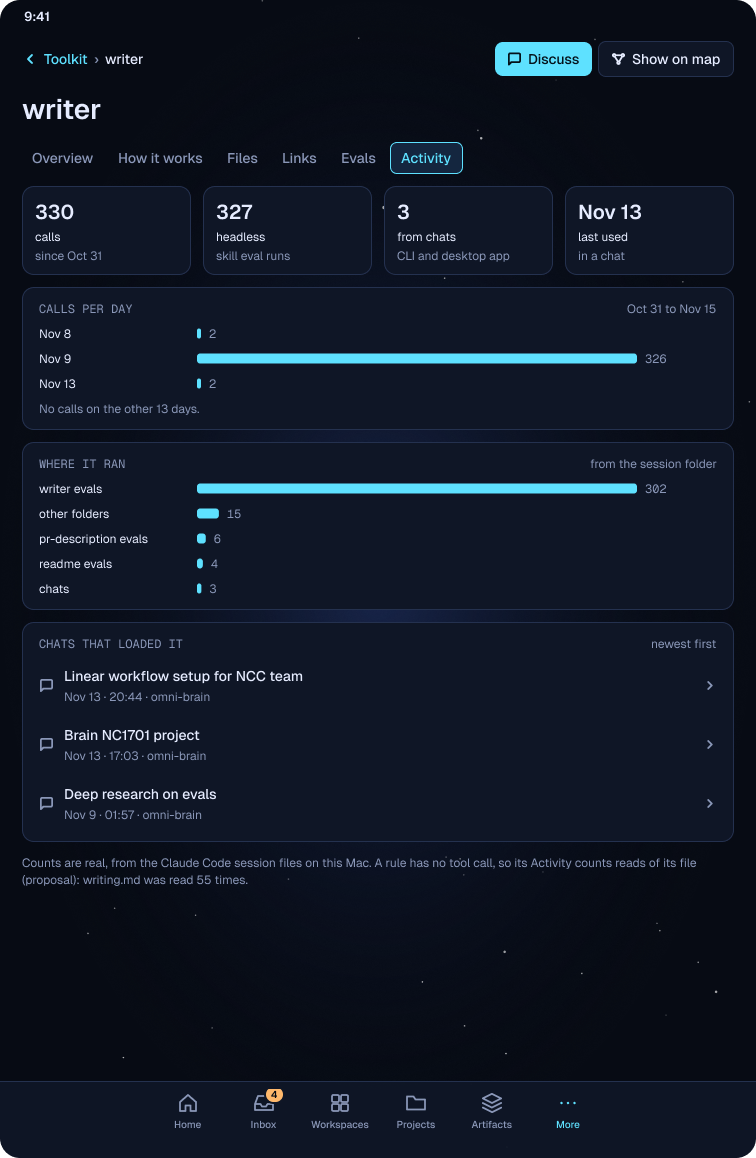 9:41
Toolkit › writer
Discuss
Show on map
writer
Overview
How it works
Files
Links
Evals
Activity
330
calls
since Oct 31
327
headless
skill eval runs
3
from chats
CLI and desktop app
Nov 13
last used
in a chat
CALLS PER DAY
Oct 31 to Nov 15
Nov 8
2
Nov 9
326
Nov 13
2
No calls on the other 13 days.
WHERE IT RAN
from the session folder
writer evals
302
other folders
15
pr-description evals
6
readme evals
4
chats
3
CHATS THAT LOADED IT
newest first
Linear workflow setup for NCC team
Nov 13 · 20:44 · omni-brain
Brain NC1701 project
Nov 13 · 17:03 · omni-brain
Deep research on evals
Nov 9 · 01:57 · omni-brain
Counts are real, from the Claude Code session files on this Mac. A rule has no tool call, so its Activity counts reads of its file
(proposal): writing.md was read 55 times.
4
Home
Inbox
Workspaces
Projects
Artifacts
More